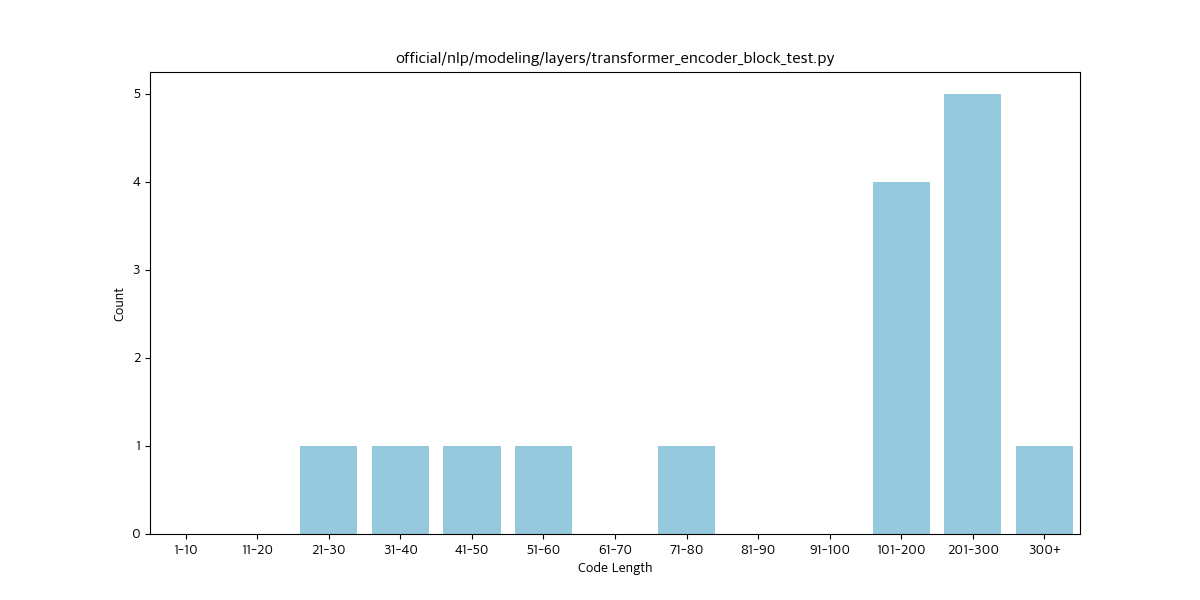 official/nlp/modeling/layers/transformer_encoder_block_test.py
5
4
3
2
1
0
Count
1-10 11-20 21-30 31-40 41-50 51-60 61-70 71-80 81-90 91-100 101-200 201-300 300+
Code Length